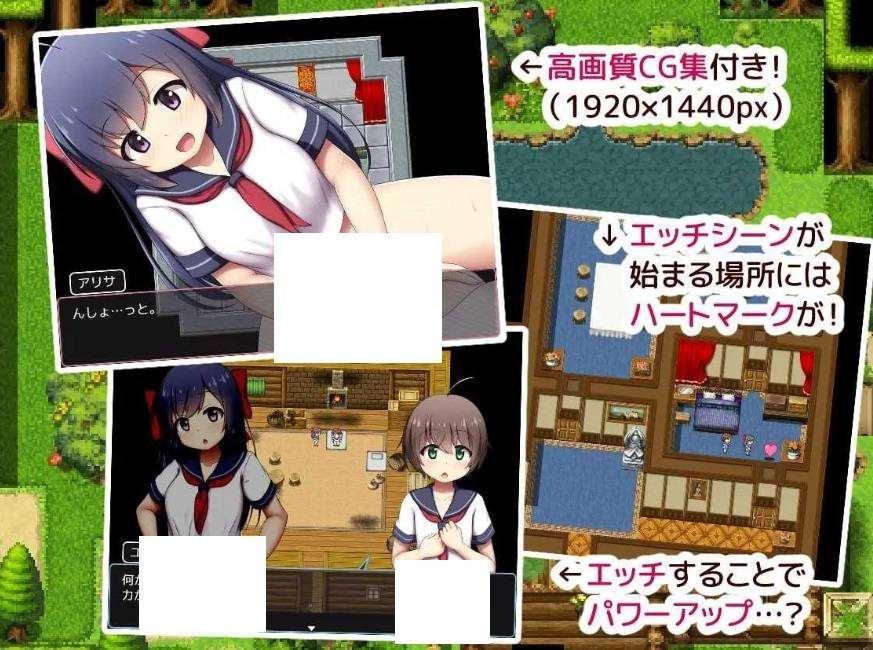 ←高画質CG集付き!
(1920×1440px)
↓エッチシーンが
始まる場所には
ハートマークが!
アリサ
んしょ…っと。
←エッチすることで
パワーアップ…?